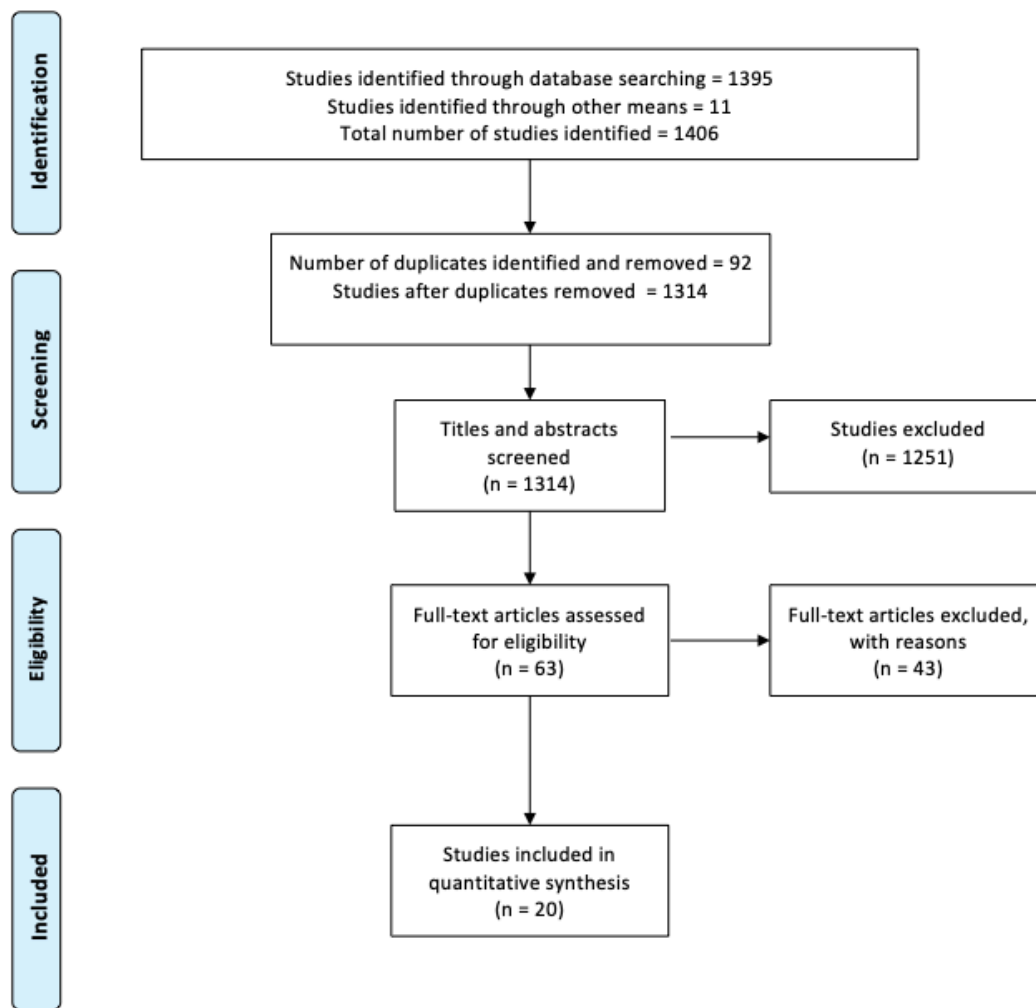 Identification
Studies identified through database searching = 1395
Studies identified through other means = 11
Total number of studies identified = 1406
Screening
Number of duplicates identified and removed = 92
Studies after duplicates removed = 1314
Titles and abstracts
screened
(n = 1314)
Studies excluded
(n = 1251)
Eligibility
Full-text articles assessed
for eligibility
(n = 63)
Full-text articles excluded,
with reasons
(n = 43)
Included
Studies included in
quantitative synthesis
(n = 20)